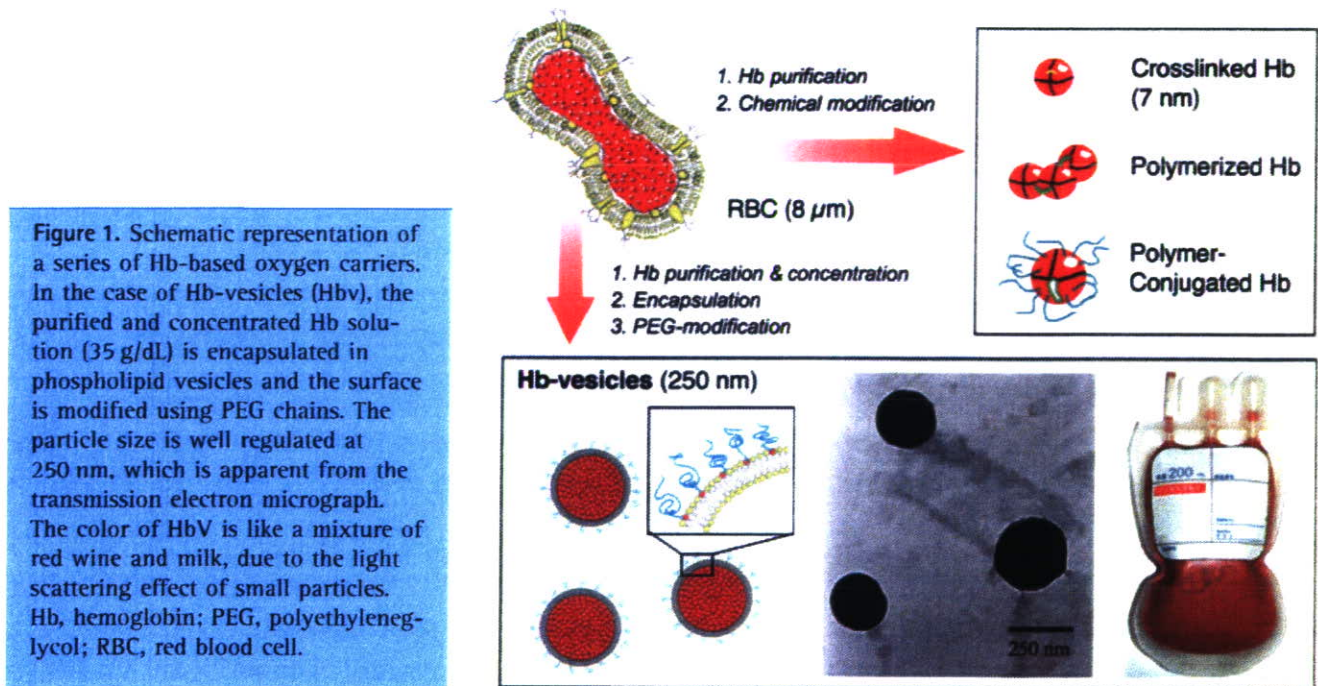 Figure 1. Schematic representation of
a series of Hb-based oxygen carriers.
In the case of Hb-vesicles (Hbv), the
purified and concentrated Hb solu-
tion (35 g/dL) is encapsulated in
phospholipid vesicles and the surface
is modified using PEG chains. The
particle size is well regulated at
250 nm, which is apparent from the
transmission electron micrograph.
The color of HbV is like a mixture of
red wine and milk, due to the light
scattering effect of small particles.
Hb, hemoglobin; PEG, polyethyleneg-
lycol; RBC, red blood cell.
1. Hb purification
2. Chemical modification
RBC (8 µm)
Crosslinked Hb
(7 nm)
Polymerized Hb
Polymer-
Conjugated Hb
1. Hb purification & concentration
2. Encapsulation
3. PEG-modification
Hb-vesicles (250 nm)
250 nm
200